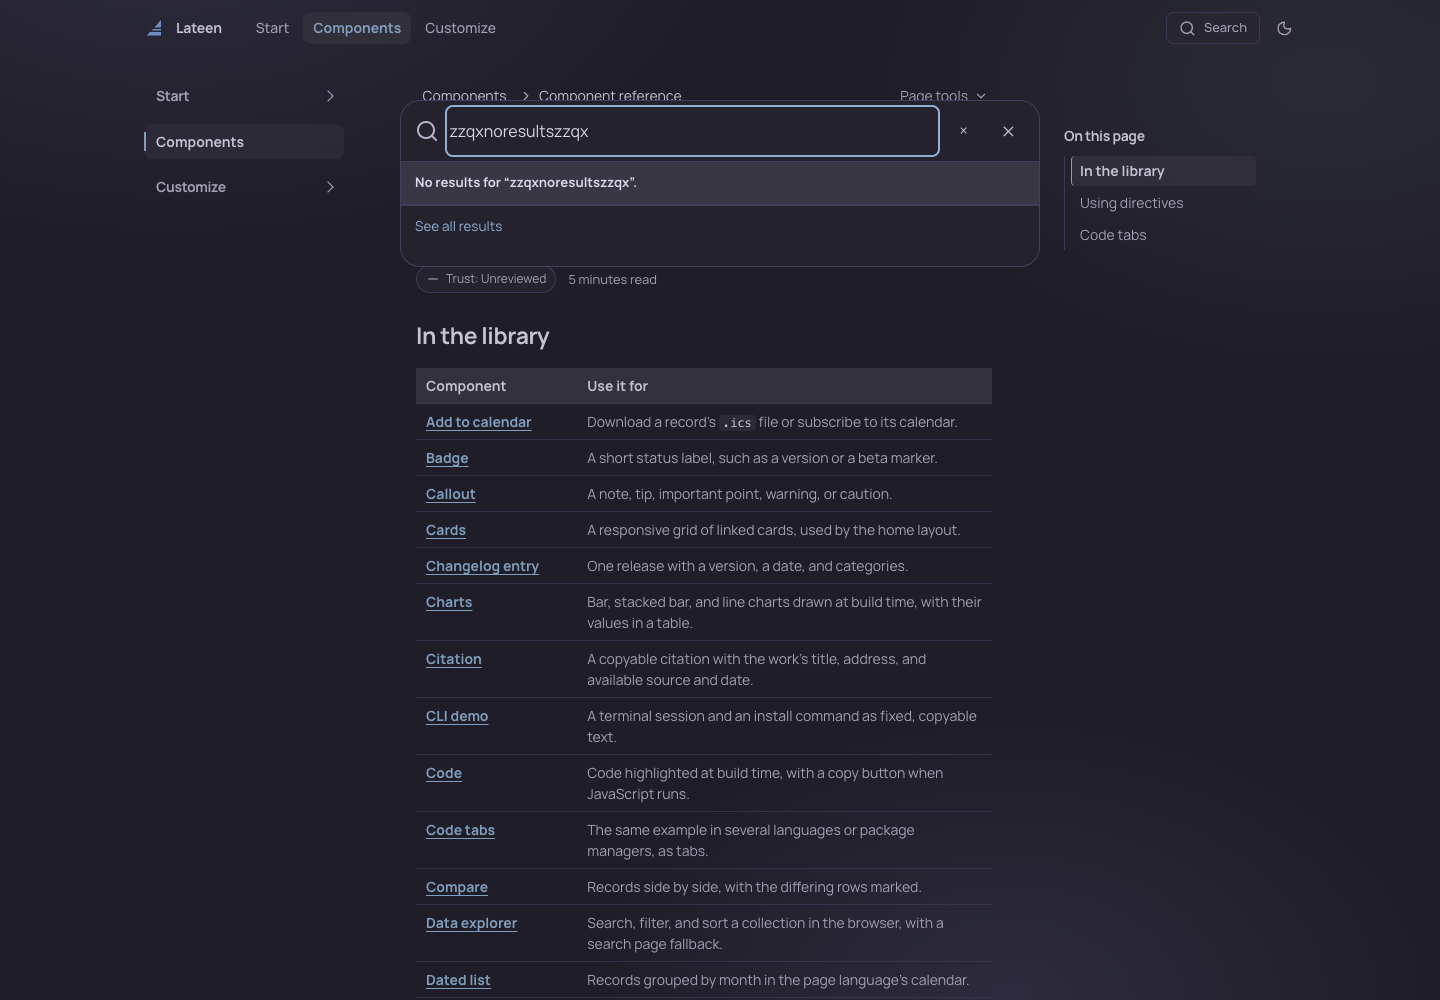 Lateen
Start
Components
Customize
Search
Start
Components
Customize
Components
Component reference
Page tools
zzqxnoresultszzqx
No results for “zzqxnoresultszzqx”.
See all results
Trust: Unreviewed
5 minutes read
On this page
In the library
Using directives
Code tabs
In the library
Component
Use it for
Add to calendar
Download a record’s .ics file or subscribe to its calendar.
Badge
A short status label, such as a version or a beta marker.
Callout
A note, tip, important point, warning, or caution.
Cards
A responsive grid of linked cards, used by the home layout.
Changelog entry
One release with a version, a date, and categories.
Charts
Bar, stacked bar, and line charts drawn at build time, with their
values in a table.
Citation
A copyable citation with the work’s title, address, and
available source and date.
CLI demo
A terminal session and an install command as fixed, copyable
text.
Code
Code highlighted at build time, with a copy button when
JavaScript runs.
Code tabs
The same example in several languages or package
managers, as tabs.
Compare
Records side by side, with the differing rows marked.
Data explorer
Search, filter, and sort a collection in the browser, with a
search page fallback.
Dated list
Records grouped by month in the page language’s calendar.